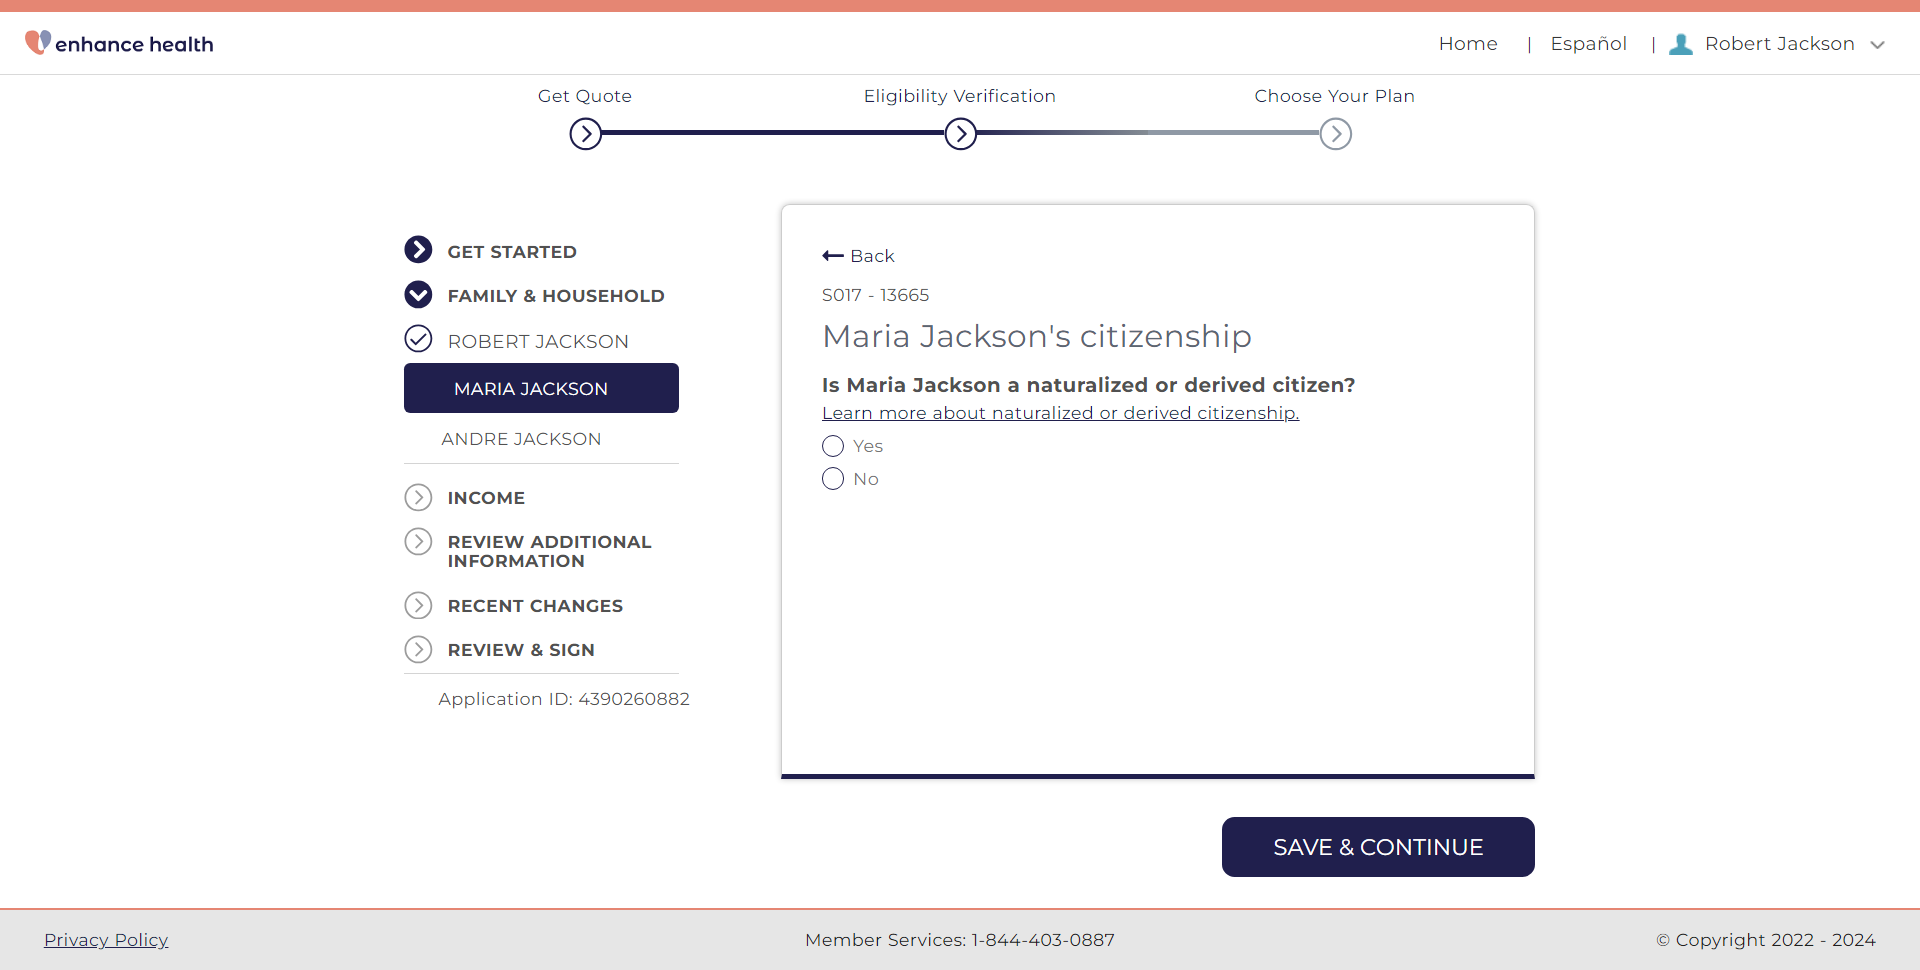 enhance health
Home | Español | Robert Jackson
Get Quote
Eligibility Verification
Choose Your Plan
GET STARTED
FAMILY & HOUSEHOLD
ROBERT JACKSON
MARIA JACKSON
ANDRE JACKSON
INCOME
REVIEW ADDITIONAL
INFORMATION
RECENT CHANGES
REVIEW & SIGN
Application ID: 4390260882
Back
S017 - 13665
Maria Jackson's citizenship
Is Maria Jackson a naturalized or derived citizen?
Learn more about naturalized or derived citizenship.
Yes
No
SAVE & CONTINUE
Privacy Policy
Member Services: 1-844-403-0887
© Copyright 2022 - 2024